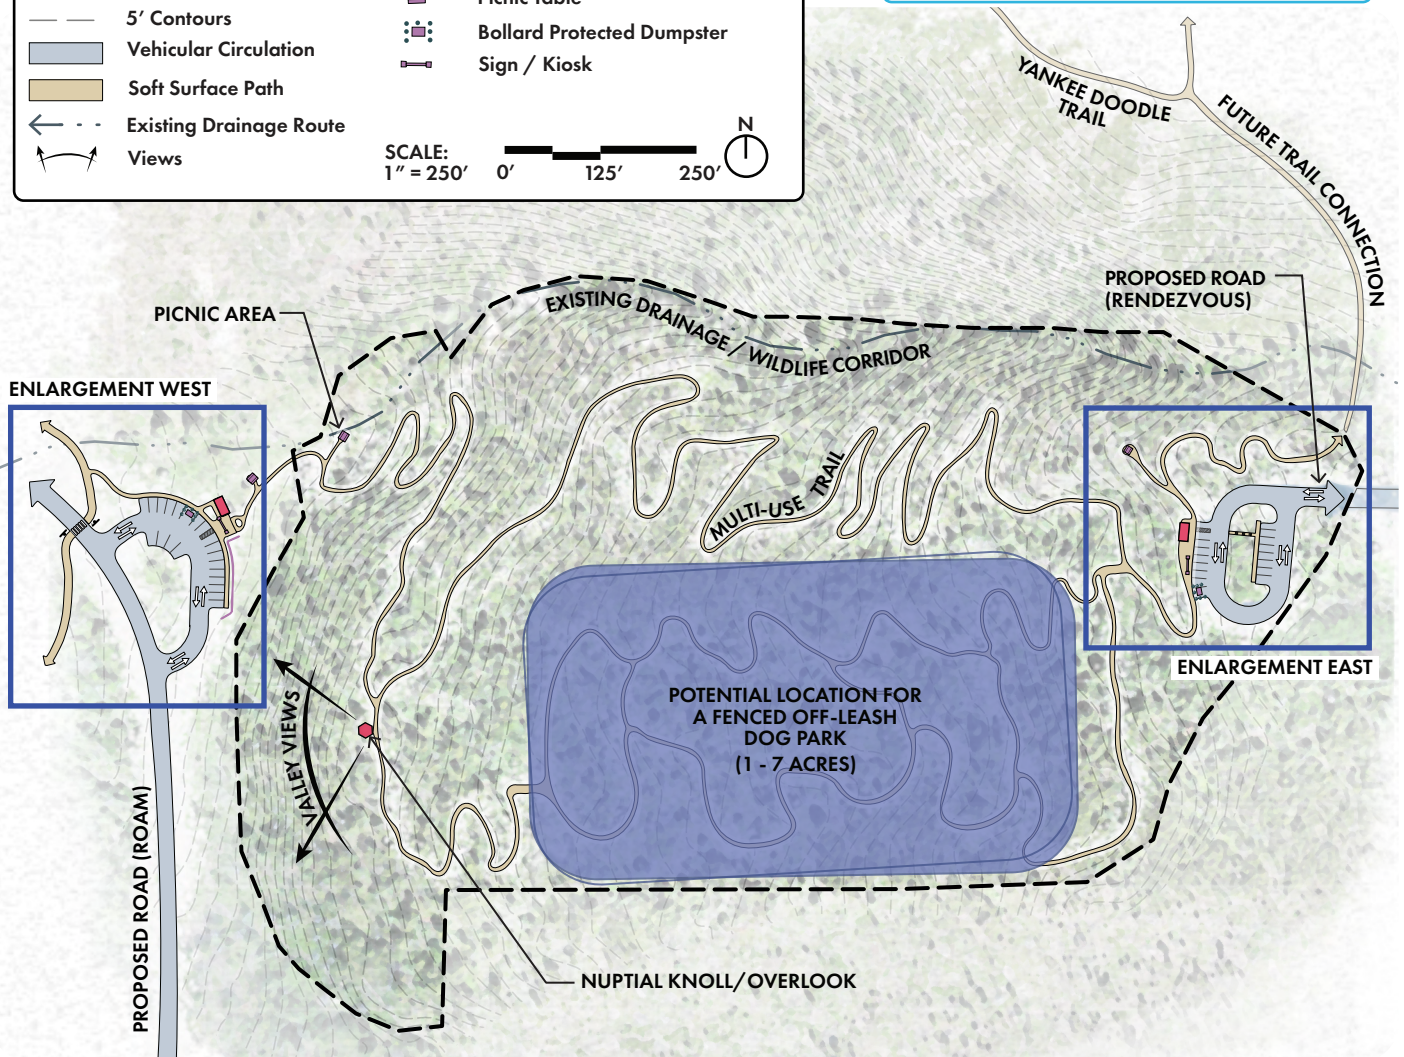 Picnic Table
5’ Contours
Vehicular Circulation
Soft Surface Path
Existing Drainage Route
Views
Bollard Protected Dumpster
Sign / Kiosk
SCALE:
1” = 250’
0’ 125’ 250’
N
YANKEE DOODLE
TRAIL
FUTURE TRAIL CONNECTION
PROPOSED ROAD
(RENDEZVOUS)
PICNIC AREA
EXISTING DRAINAGE / WILDLIFE CORRIDOR
ENLARGEMENT WEST
MULTI-USE TRAIL
ENLARGEMENT EAST
POTENTIAL LOCATION FOR
A FENCED OFF-LEASH
DOG PARK
(1 - 7 ACRES)
VALLEY VIEWS
PROPOSED ROAD (ROAM)
NUPTIAL KNOLL/OVERLOOK